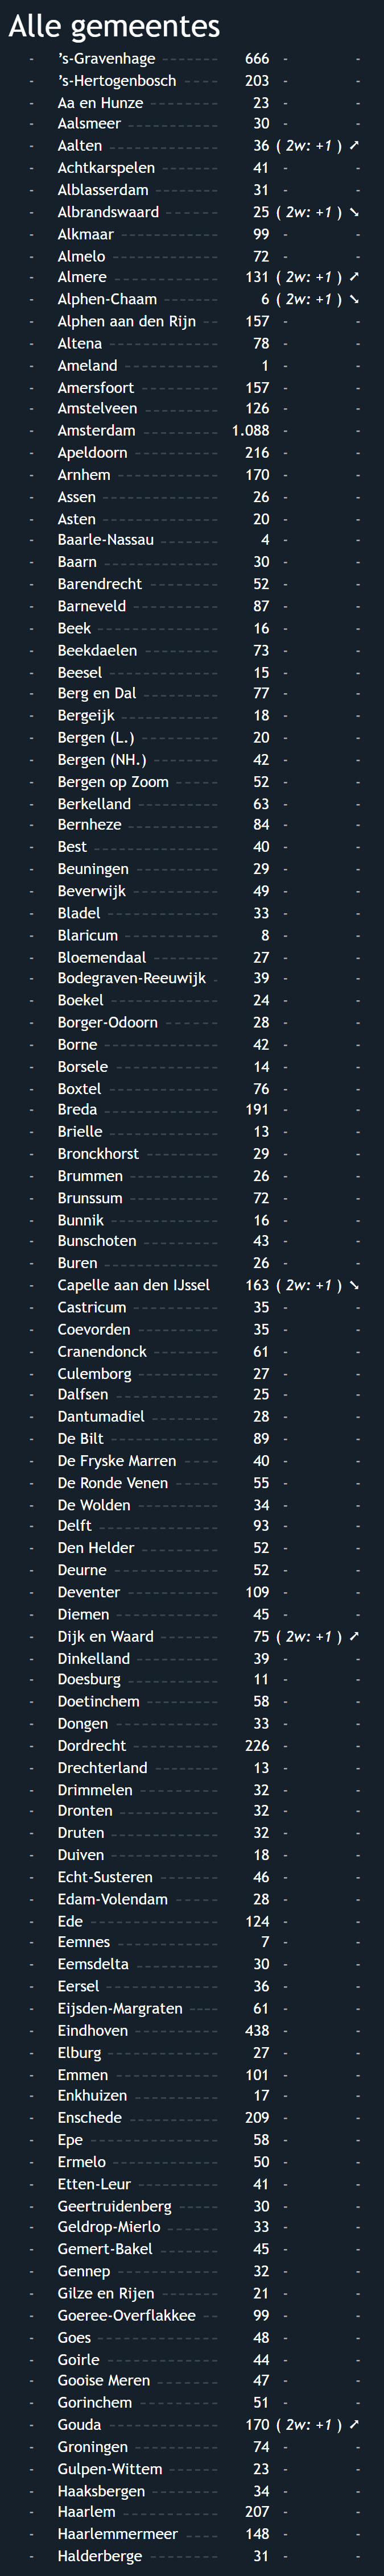 Alle gemeentes
- 's-Gravenhage 666 - -
- 's-Hertogenbosch 203 - -
- Aa en Hunze 23 - -
- Aalsmeer 30 - -
- Aalten 36 ( 2w: +1 ) ➚
- Achtkarspelen 41 - -
- Alblasserdam 31 - -
- Albrandswaard 25 ( 2w: +1 ) ➘
- Alkmaar 99 - -
- Almelo 72 - -
- Almere 131 ( 2w: +1 ) ➚
- Alphen-Chaam 6 ( 2w: +1 ) ➘
- Alphen aan den Rijn 157 - -
- Altena 78 - -
- Ameland 1 - -
- Amersfoort 157 - -
- Amstelveen 126 - -
- Amsterdam 1.088 - -
- Apeldoorn 216 - -
- Arnhem 170 - -
- Assen 26 - -
- Asten 20 - -
- Baarle-Nassau 4 - -
- Baarn 30 - -
- Barendrecht 52 - -
- Barneveld 87 - -
- Beek 16 - -
- Beekdaelen 73 - -
- Beesel 15 - -
- Berg en Dal 77 - -
- Bergeijk 18 - -
- Bergen (L.) 20 - -
- Bergen (NH.) 42 - -
- Bergen op Zoom 52 - -
- Berkelland 63 - -
- Bernheze 84 - -
- Best 40 - -
- Beuningen 29 - -
- Beverwijk 49 - -
- Bladel 33 - -
- Blaricum 8 - -
- Bloemendaal 27 - -
- Bodegraven-Reeuwijk 39 - -
- Boekel 24 - -
- Borger-Odoorn 28 - -
- Borne 42 - -
- Borsele 14 - -
- Boxtel 76 - -
- Breda 191 - -
- Brielle 13 - -
- Bronckhorst 29 - -
- Brummen 26 - -
- Brunssum 72 - -
- Bunnik 16 - -
- Bunschoten 43 - -
- Buren 26 - -
- Capelle aan den IJssel 163 ( 2w: +1 ) ➘
- Castricum 35 - -
- Coevorden 35 - -
- Cranendonck 61 - -
- Culemborg 27 - -
- Dalfsen 25 - -
- Dantumadiel 28 - -
- De Bilt 89 - -
- De Fryske Marren 40 - -
- De Ronde Venen 55 - -
- De Wolden 34 - -
- Delft 93 - -
- Den Helder 52 - -
- Deurne 52 - -
- Deventer 109 - -
- Diemen 45 - -
- Dijk en Waard 75 ( 2w: +1 ) ➚
- Dinkelland 39 - -
- Doesburg 11 - -
- Doetinchem 58 - -
- Dongen 33 - -
- Dordrecht 226 - -
- Drechterland 13 - -
- Drimmelen 32 - -
- Dronten 32 - -
- Druten 32 - -
- Duiven 18 - -
- Echt-Susteren 46 - -
- Edam-Volendam 28 - -
- Ede 124 - -
- Eemnes 7 - -
- Eemsdelta 30 - -
- Eersel 36 - -
- Eijsden-Margraten 61 - -
- Eindhoven 438 - -
- Elburg 27 - -
- Emmen 101 - -
- Enkhuizen 17 - -
- Enschede 209 - -
- Epe 58 - -
- Ermelo 50 - -
- Etten-Leur 41 - -
- Geertruidenberg 30 - -
- Geldrop-Mierlo 33 - -
- Gemert-Bakel 45 - -
- Gennep 32 - -
- Gilze en Rijen 21 - -
- Goeree-Overflakkee 99 - -
- Goes 48 - -
- Goirle 44 - -
- Gooise Meren 47 - -
- Gorinchem 51 - -
- Gouda 170 ( 2w: +1 ) ➚
- Groningen 74 - -
- Gulpen-Wittem 23 - -
- Haaksbergen 34 - -
- Haarlem 207 - -
- Haarlemmermeer 148 - -
- Halderberge 31 - -